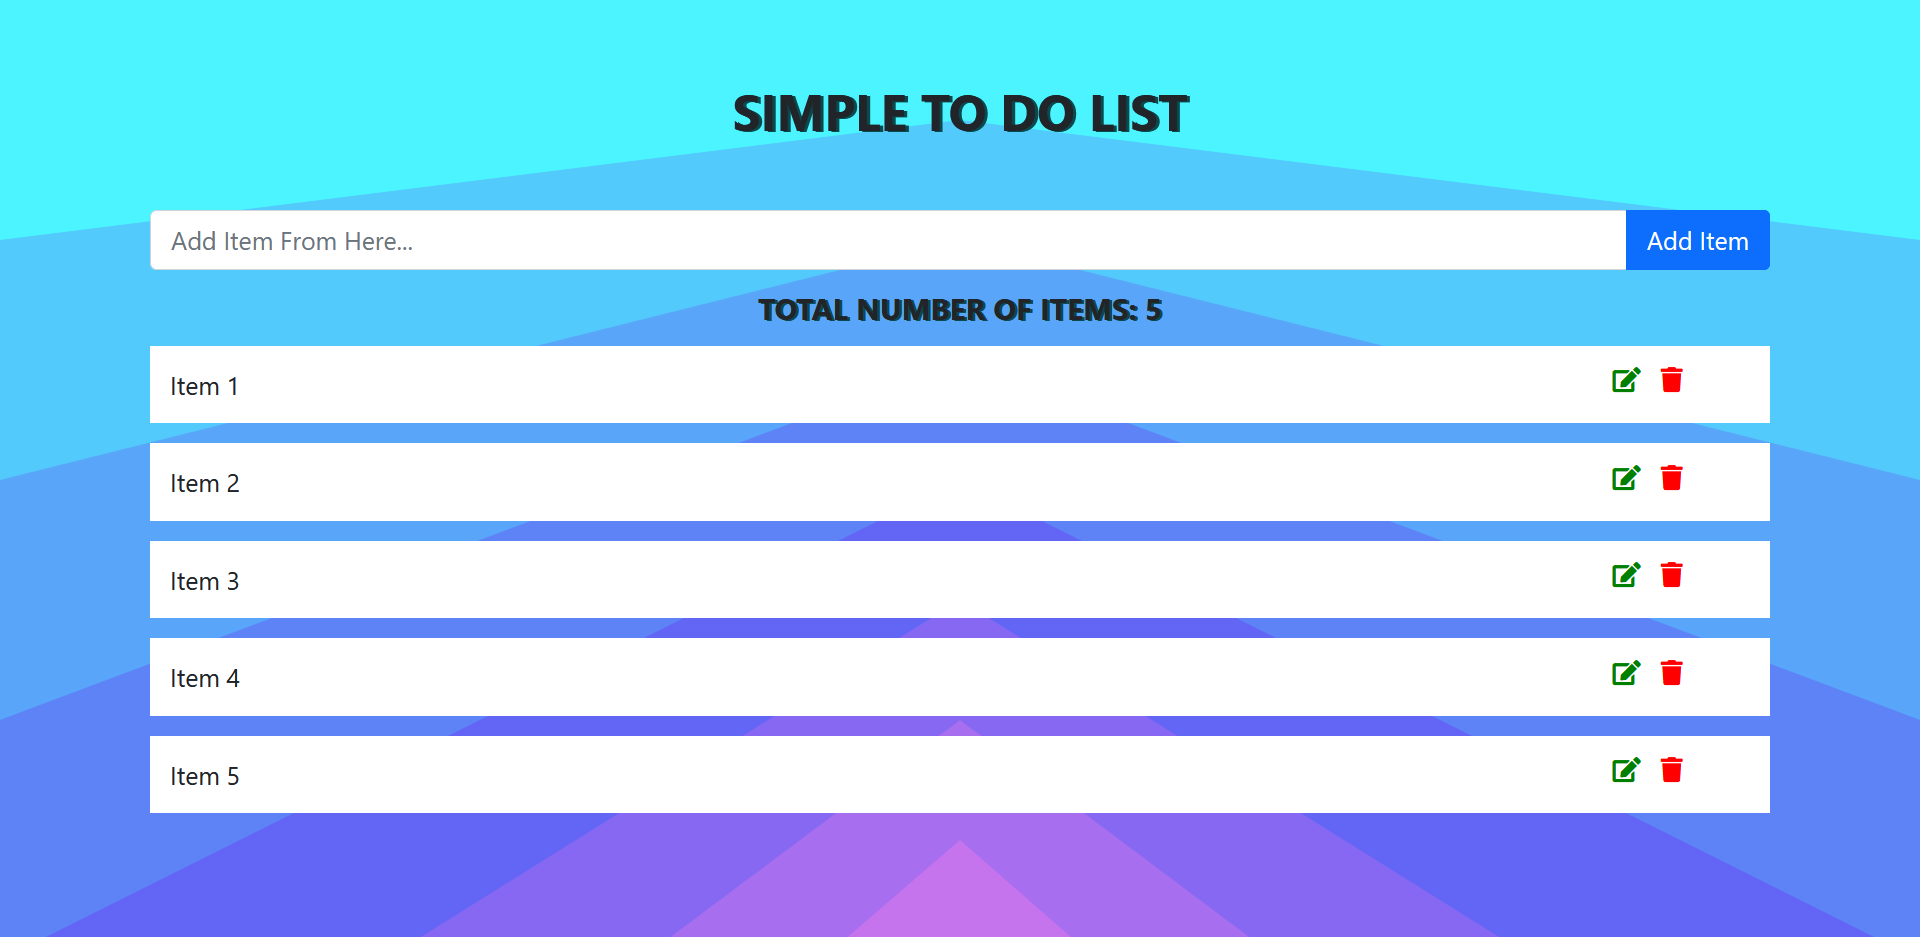 SIMPLE TO DO LIST
Add Item From Here...
Add Item
TOTAL NUMBER OF ITEMS: 5
Item 1
Item 2
Item 3
Item 4
Item 5